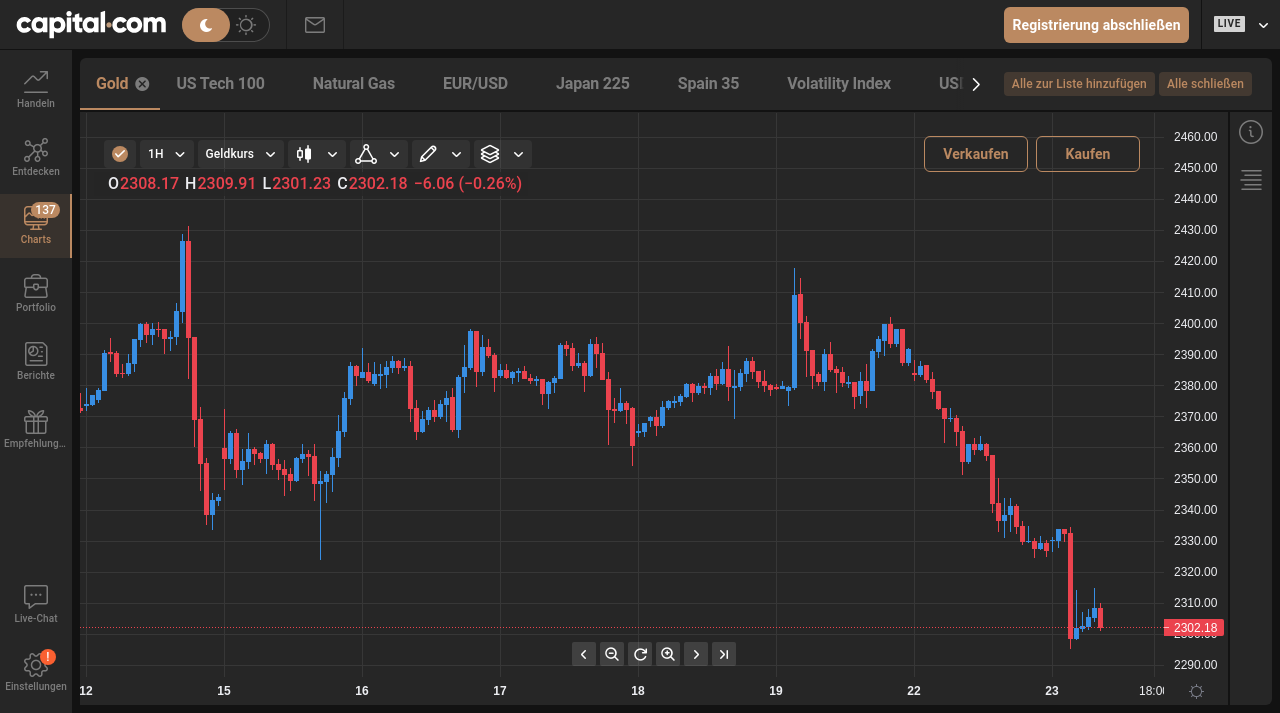 capital.com
Registrierung abschließen
LIVE
Gold
US Tech 100
Natural Gas
EUR/USD
Japan 225
Spain 35
Volatility Index
Alle zur Liste hinzufügen
Alle schließen
Handeln
Entdecken
137
Charts
Portfolio
Berichte
Empfehlung...
Live-Chat
!
Einstellungen
1H
Geldkurs
Verkaufen
Kaufen
O2308.17 H2309.91 L2301.23 C2302.18 −6.06 (−0.26%)
2460.00
2450.00
2440.00
2430.00
2420.00
2410.00
2400.00
2390.00
2380.00
2370.00
2360.00
2350.00
2340.00
2330.00
2320.00
2310.00
2302.18
2290.00
12 15 16 17 18 19 22 23